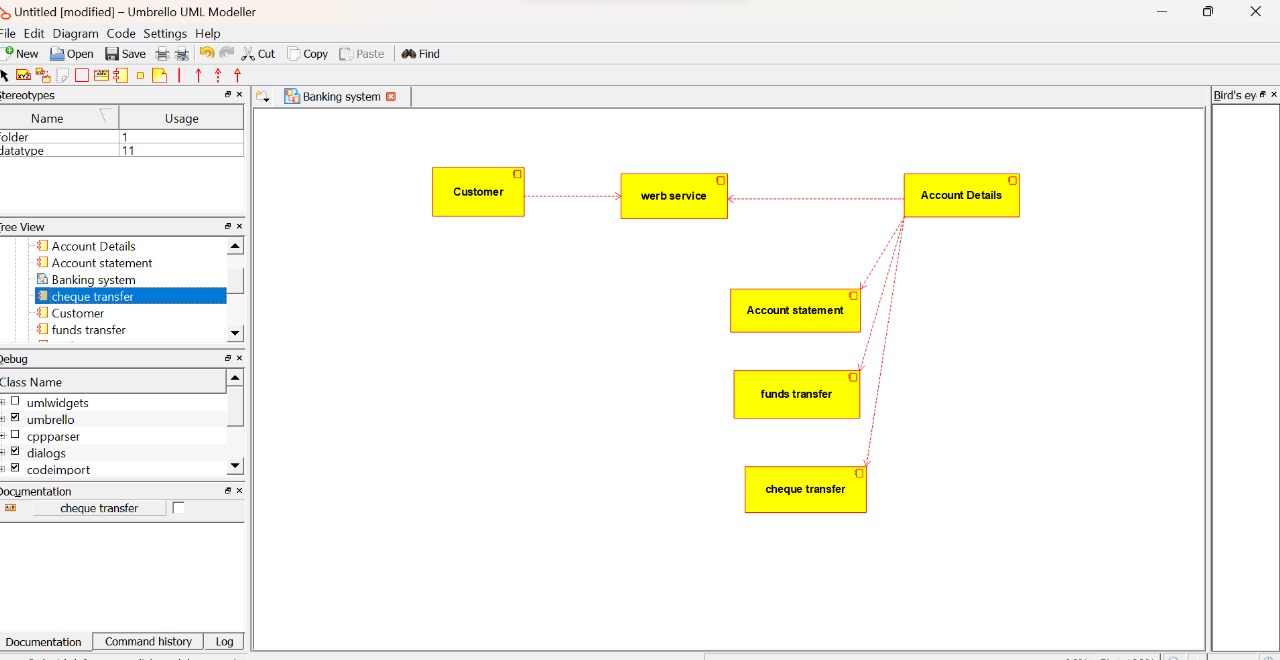 Untitled [modified] – Umbrello UML Modeller
File Edit Diagram Code Settings Help
New Open Save Cut Copy Paste Find
Stereotypes
Name Usage
folder 1
datatype 11
Tree View
Account Details
Account statement
Banking system
cheque transfer
Customer
funds transfer
Debug
Class Name
umlwidgets
umbrello
cppparser
dialogs
codeimport
Documentation
cheque transfer
Documentation Command history Log
Banking system
Customer
werb service
Account Details
Account statement
funds transfer
cheque transfer
Bird's ey